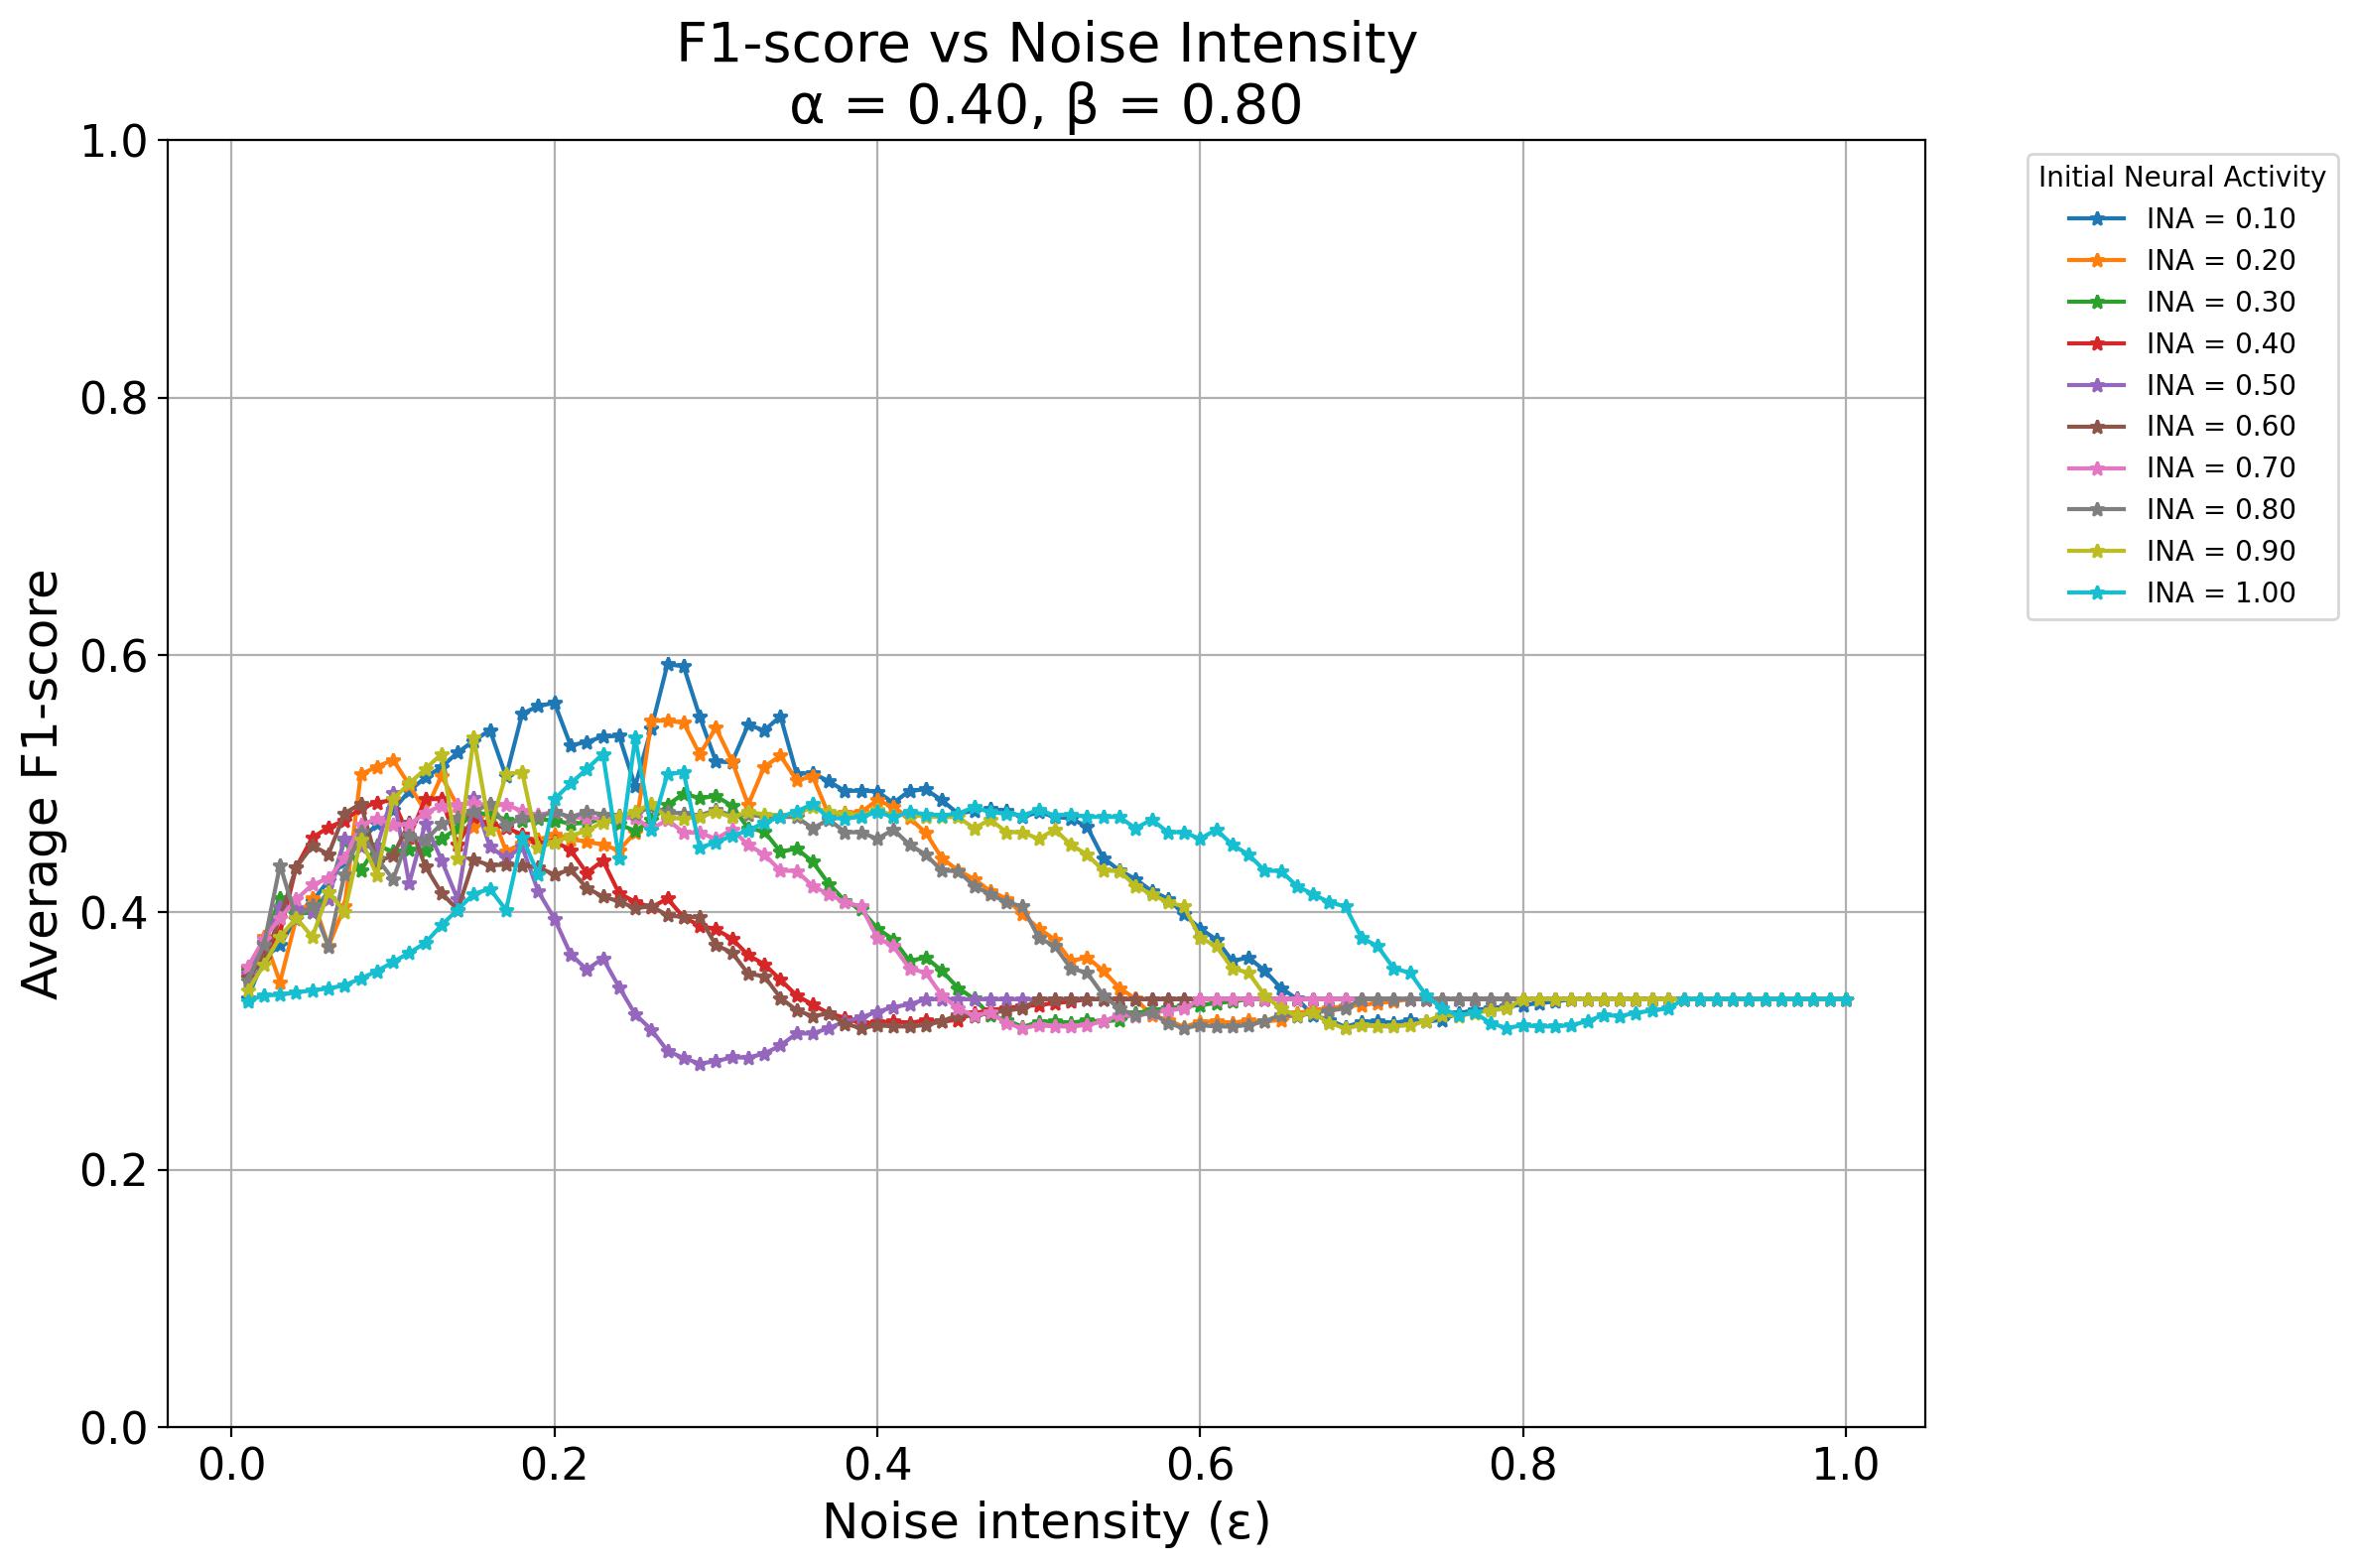 F1-score vs Noise Intensity
α = 0.40, β = 0.80
Average F1-score
1.0
0.8
0.6
0.4
0.2
0.0
0.0 0.2 0.4 0.6 0.8 1.0
Noise intensity (ε)
Initial Neural Activity
INA = 0.10
INA = 0.20
INA = 0.30
INA = 0.40
INA = 0.50
INA = 0.60
INA = 0.70
INA = 0.80
INA = 0.90
INA = 1.00